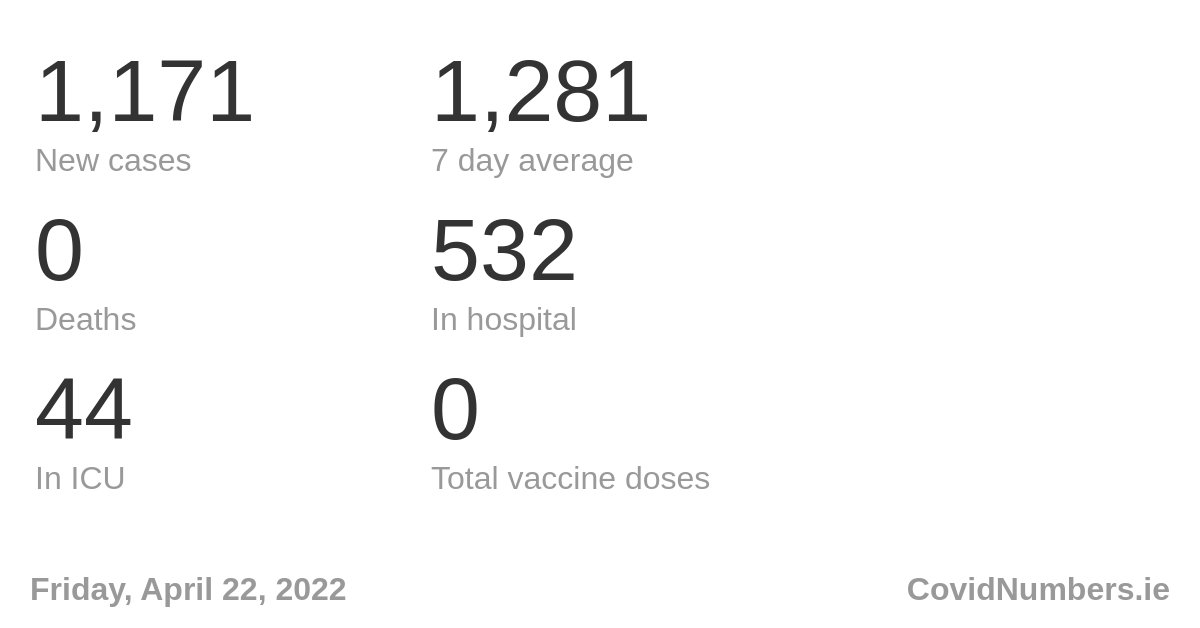 1,171 1,281
New cases 7 day average
0 532
Deaths In hospital
44 0
In ICU Total vaccine doses
Friday, April 22, 2022 CovidNumbers.ie